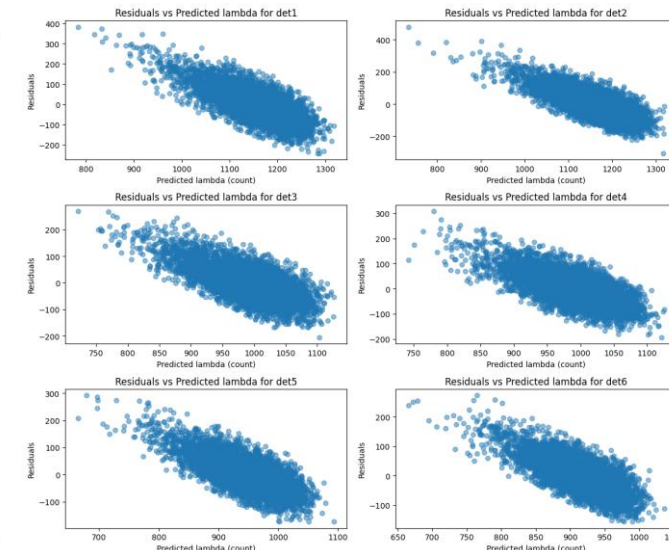 Residuals vs Predicted lambda for det1
Residuals vs Predicted lambda for det2
400
300
200
100
0
−100
−200
Residuals
400
200
0
−200
Residuals
800 900 1000 1100 1200 1300
800 900 1000 1100 1200 1300
Predicted lambda (count)
Predicted lambda (count)
Residuals vs Predicted lambda for det3
Residuals vs Predicted lambda for det4
200
100
0
−100
−200
Residuals
300
200
100
0
−100
−200
Residuals
750 800 850 900 950 1000 1050 1100
750 800 850 900 950 1000 1050 1100
Predicted lambda (count)
Predicted lambda (count)
Residuals vs Predicted lambda for det5
Residuals vs Predicted lambda for det6
300
200
100
0
−100
Residuals
200
100
0
−100
Residuals
700 800 900 1000 1100
650 700 750 800 850 900 950 1000
Predicted lambda (count)
Predicted lambda (count)